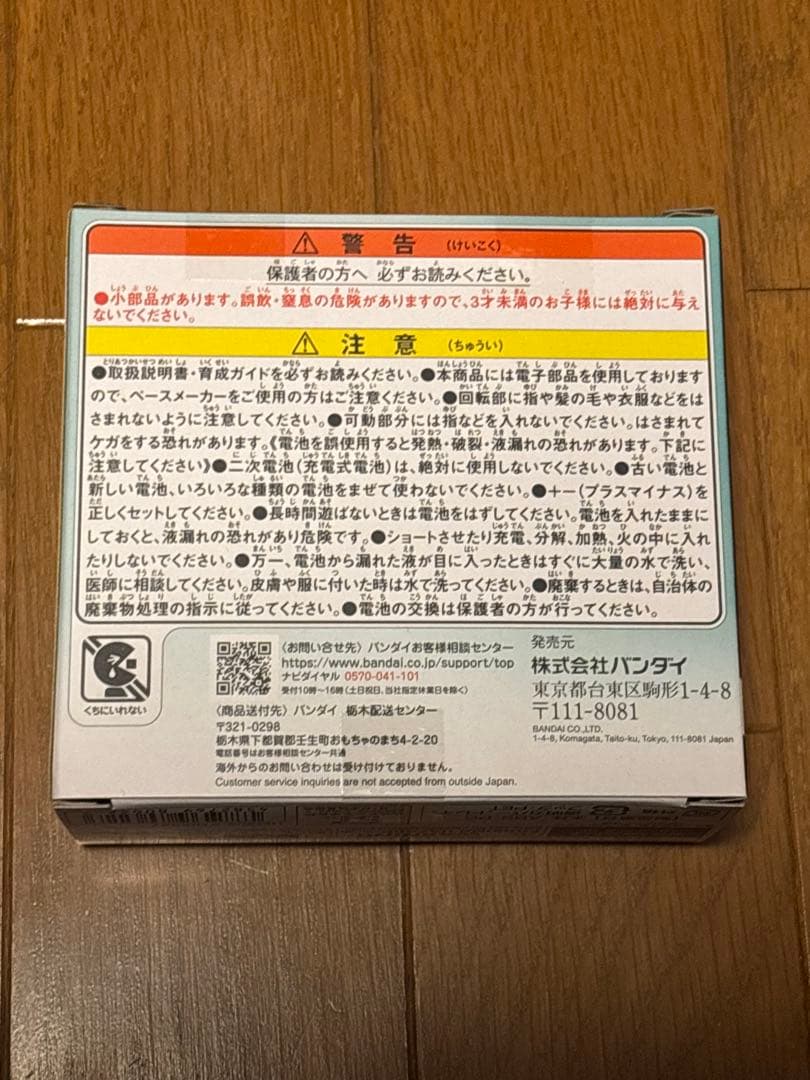 ⚠ 警告 (けいこく)
保護者の方へ 必ずお読みください。
●小部品があります。誤飲・窒息の危険がありますので、3才未満のお子様には絶対に与え
ないでください。
⚠ 注意 (ちゅうい)
●取扱説明書・育成ガイドを必ずお読みください。●本商品には電子部品を使用しております
ので、ペースメーカーをご使用の方はご注意ください。●回転部に指や髪の毛や衣服などをは
さまれないように注意してください。●可動部分には指などを入れないでください。はさまれて
ケガをする恐れがあります。《電池を誤使用すると発熱・破裂・液漏れの恐れがあります。下記に
注意してください》●二次電池(充電式電池)は、絶対に使用しないでください。●古い電池と
新しい電池、いろいろな種類の電池をまぜて使わないでください。●+-(プラスマイナス)を
正しくセットしてください。●長時間遊ばないときは電池をはずしてください。電池を入れたままに
しておくと、液漏れの恐れがあり危険です。●ショートさせたり充電、分解、加熱、火の中に入れ
たりしないでください。●万一、電池から漏れた液が目に入ったときはすぐに大量の水で洗い、
医師に相談してください。皮膚や服に付いた時は水で洗ってください。●廃棄するときは、自治体の
廃棄物処理の指示に従ってください。●電池の交換は保護者の方が行ってください。
くちにいれない
〈お問い合せ先〉バンダイお客様相談センター
https://www.bandai.co.jp/support/top
ナビダイヤル 0570-041-101
受付10時〜16時(土日祝日、当社指定休業日を除く)
〈商品送付先〉バンダイ 栃木配送センター
〒321-0298
栃木県下都賀郡壬生町おもちゃのまち4-2-20
電話番号はお客様相談センター共通
海外からのお問い合わせは受け付けておりません。
Customer service inquiries are not accepted from outside Japan.
発売元
株式会社バンダイ
東京都台東区駒形1-4-8
〒111-8081
BANDAI CO.,LTD.
1-4-8, Komagata, Taito-ku, Tokyo, 111-8081 Japan